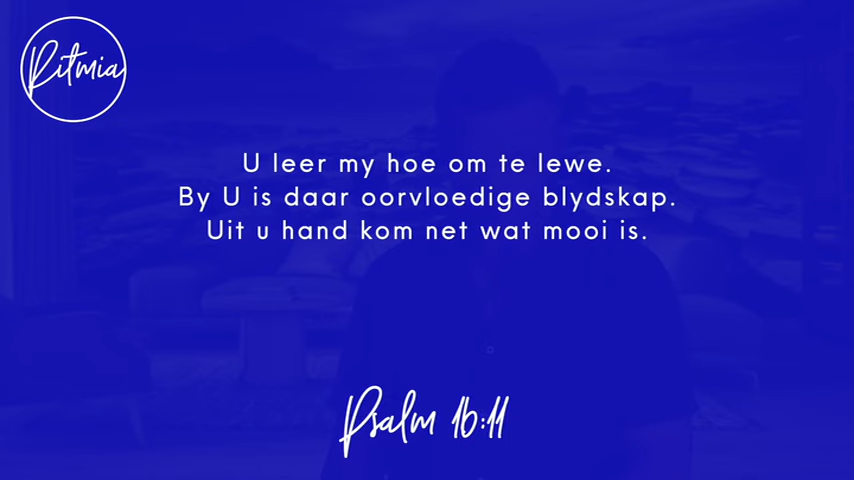 Ritmia
U leer my hoe om te lewe.
By U is daar oorvloedige blydskap.
Uit u hand kom net wat mooi is.
Psalm 16:11